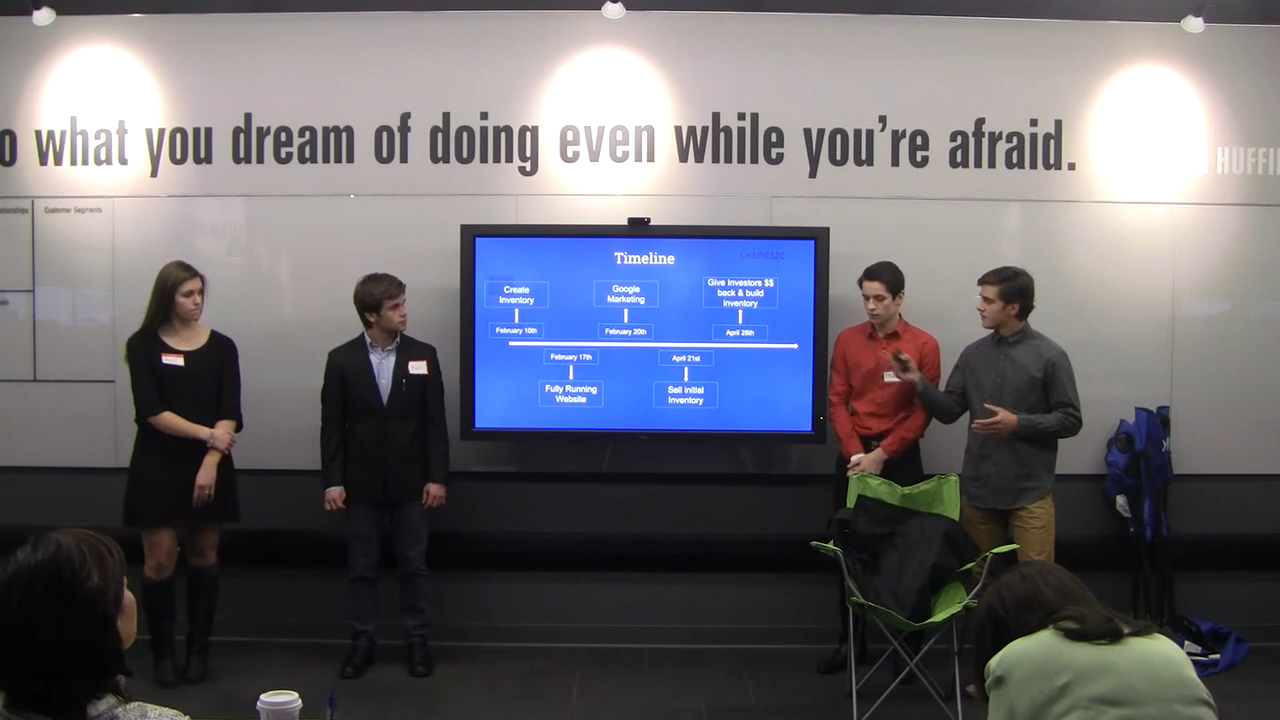 o what you dream of doing even while you're afraid.
HUFFI
Customer Segments
Timeline
Create
Inventory
Google
Marketing
Give Investors $$
back & build
inventory
February 10th
February 20th
April 28th
February 17th
April 21st
Fully Running
Website
Sell Initial
Inventory